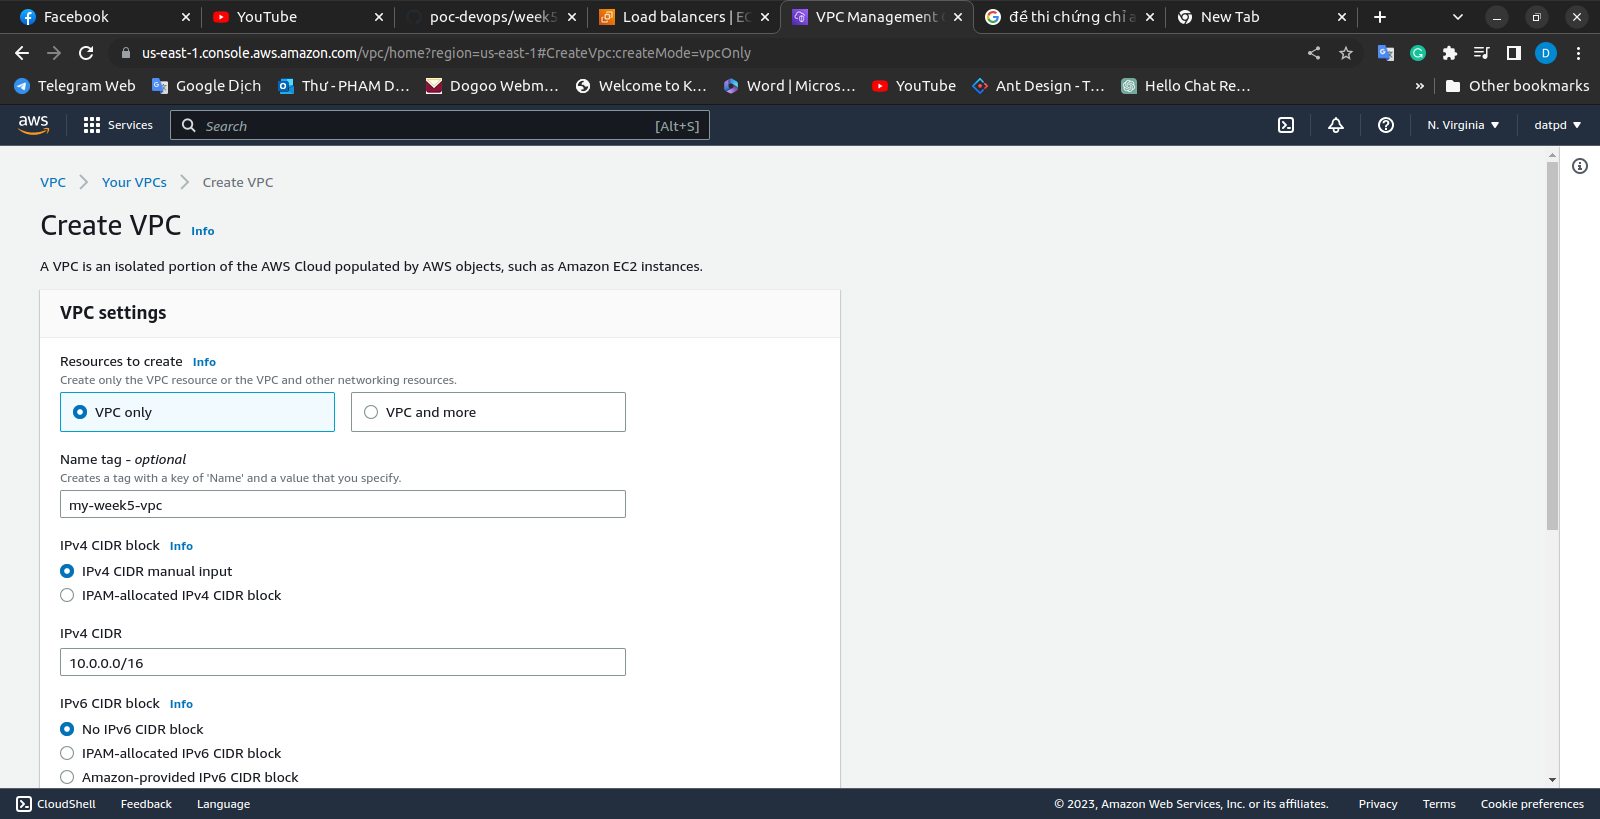 Facebook
YouTube
poc-devops/week5
Load balancers | EC
VPC Management
đề thi chứng chỉ a
New Tab
us-east-1.console.aws.amazon.com/vpc/home?region=us-east-1#CreateVpc:createMode=vpcOnly
D
Telegram Web
Google Dịch
Thư - PHAM D...
Dogoo Webm...
Welcome to K...
Word | Micros...
YouTube
Ant Design - T...
Hello Chat Re...
»
Other bookmarks
aws
Services
Search
[Alt+S]
N. Virginia
datpd
VPC
Your VPCs
Create VPC
Create VPC Info
A VPC is an isolated portion of the AWS Cloud populated by AWS objects, such as Amazon EC2 instances.
VPC settings
Resources to create Info
Create only the VPC resource or the VPC and other networking resources.
VPC only
VPC and more
Name tag - optional
Creates a tag with a key of 'Name' and a value that you specify.
my-week5-vpc
IPv4 CIDR block Info
IPv4 CIDR manual input
IPAM-allocated IPv4 CIDR block
IPv4 CIDR
10.0.0.0/16
IPv6 CIDR block Info
No IPv6 CIDR block
IPAM-allocated IPv6 CIDR block
Amazon-provided IPv6 CIDR block
CloudShell
Feedback
Language
© 2023, Amazon Web Services, Inc. or its affiliates.
Privacy
Terms
Cookie preferences